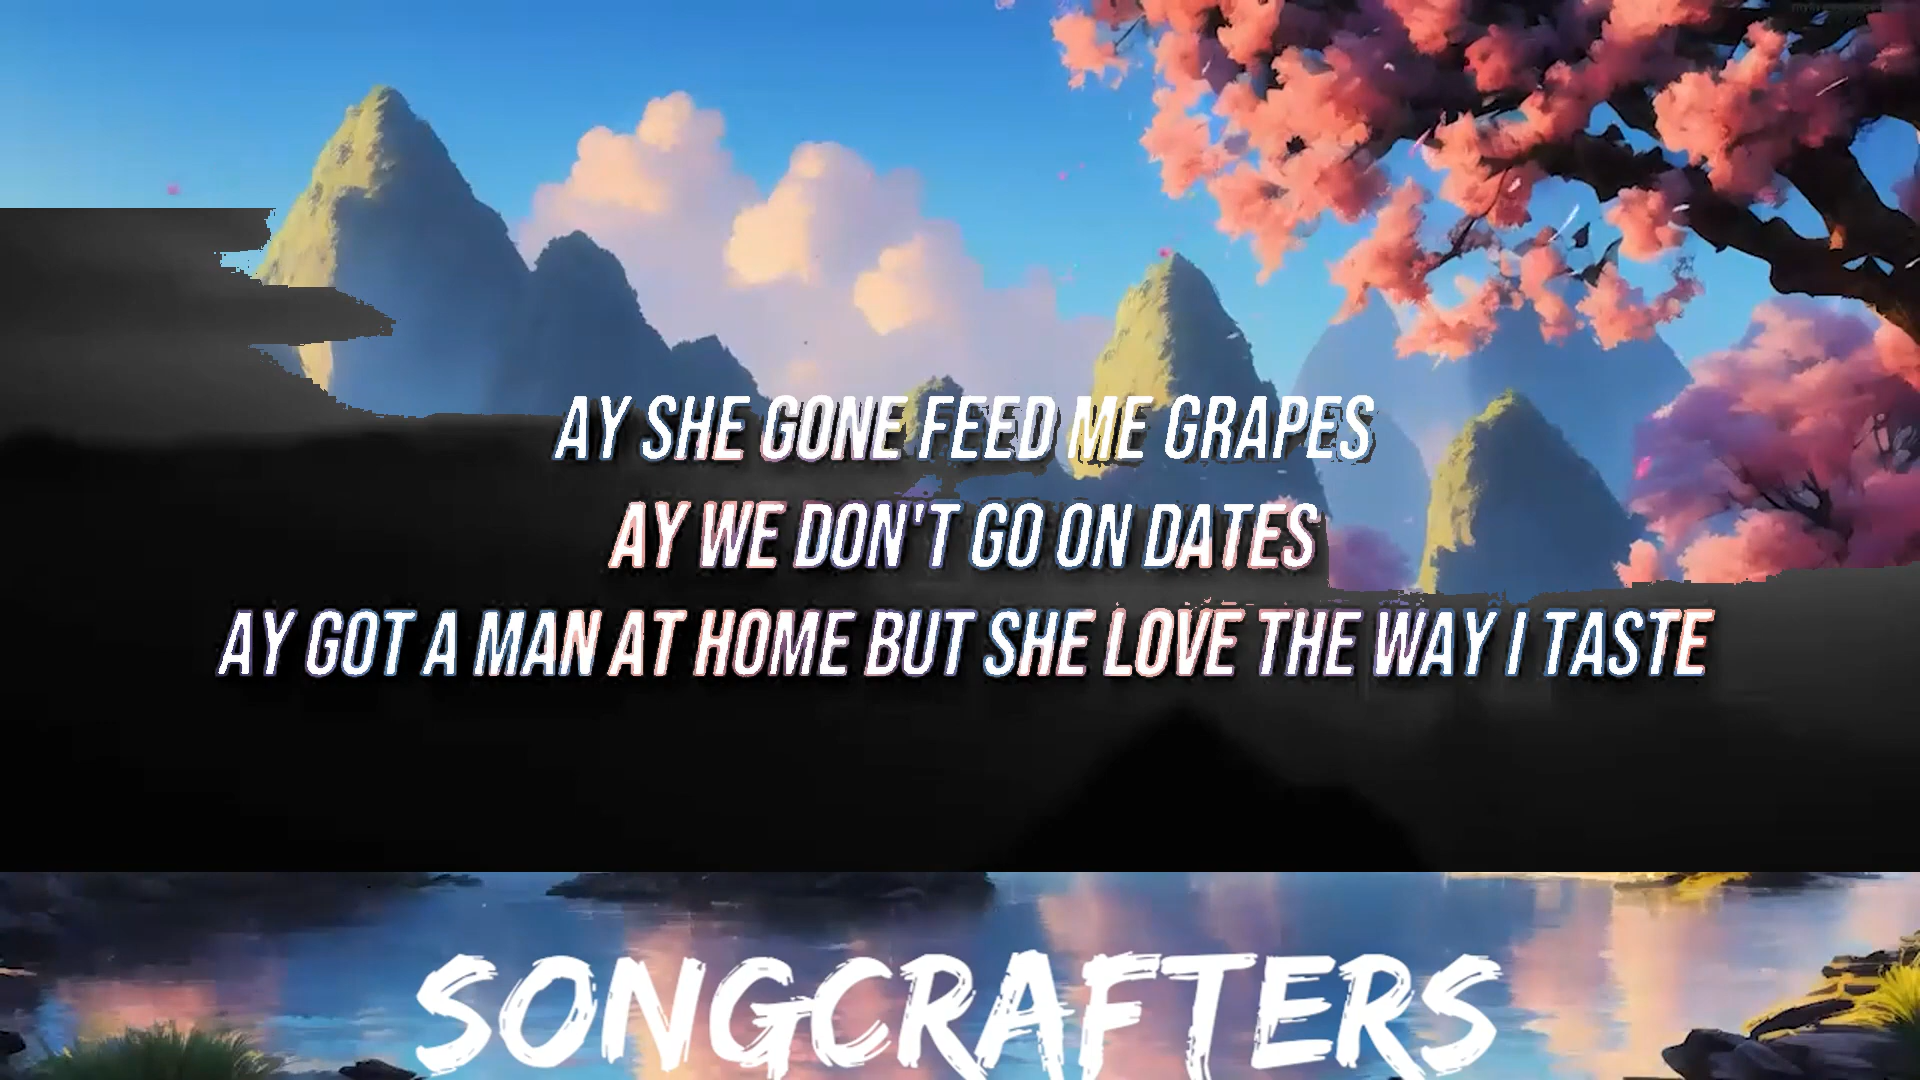 AY SHE GONE FEED ME GRAPES
AY WE DON'T GO ON DATES
AY GOT A MAN AT HOME BUT SHE LOVE THE WAY I TASTE
SONGCRAFTERS